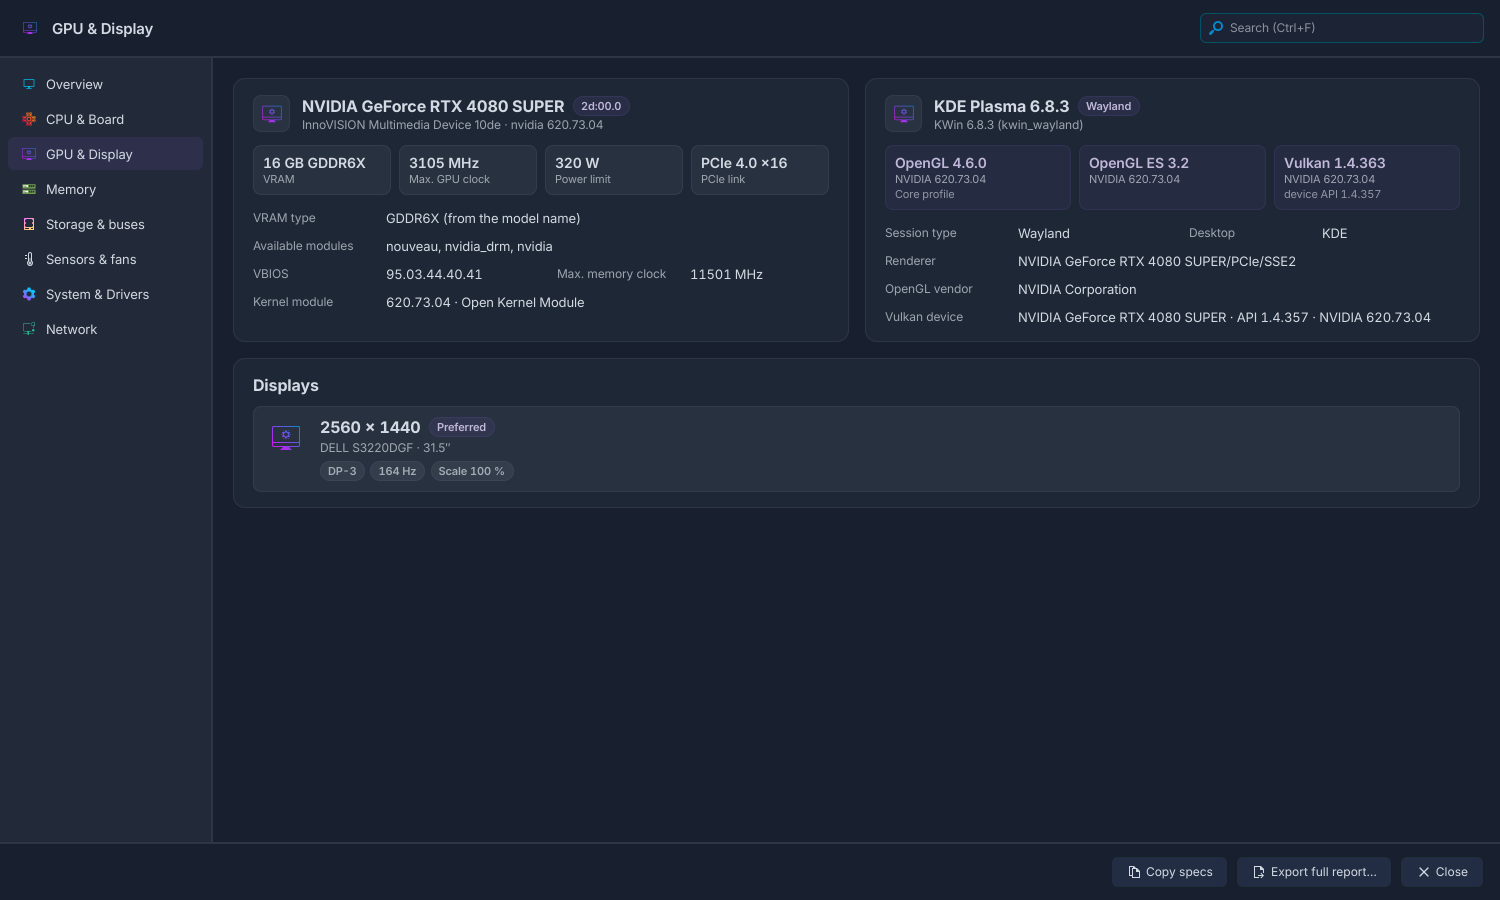 GPU & Display
Search (Ctrl+F)
Overview
CPU & Board
GPU & Display
Memory
Storage & buses
Sensors & fans
System & Drivers
Network
NVIDIA GeForce RTX 4080 SUPER 2d:00.0
InnoVISION Multimedia Device 10de · nvidia 620.73.04
16 GB GDDR6X
VRAM
3105 MHz
Max. GPU clock
320 W
Power limit
PCIe 4.0 ×16
PCIe link
VRAM type GDDR6X (from the model name)
Available modules nouveau, nvidia_drm, nvidia
VBIOS 95.03.44.40.41 Max. memory clock 11501 MHz
Kernel module 620.73.04 · Open Kernel Module
KDE Plasma 6.8.3 Wayland
KWin 6.8.3 (kwin_wayland)
OpenGL 4.6.0
NVIDIA 620.73.04
Core profile
OpenGL ES 3.2
NVIDIA 620.73.04
Vulkan 1.4.363
NVIDIA 620.73.04
device API 1.4.357
Session type Wayland Desktop KDE
Renderer NVIDIA GeForce RTX 4080 SUPER/PCIe/SSE2
OpenGL vendor NVIDIA Corporation
Vulkan device NVIDIA GeForce RTX 4080 SUPER · API 1.4.357 · NVIDIA 620.73.04
Displays
2560 × 1440 Preferred
DELL S3220DGF · 31.5″
DP-3 164 Hz Scale 100 %
Copy specs
Export full report...
Close